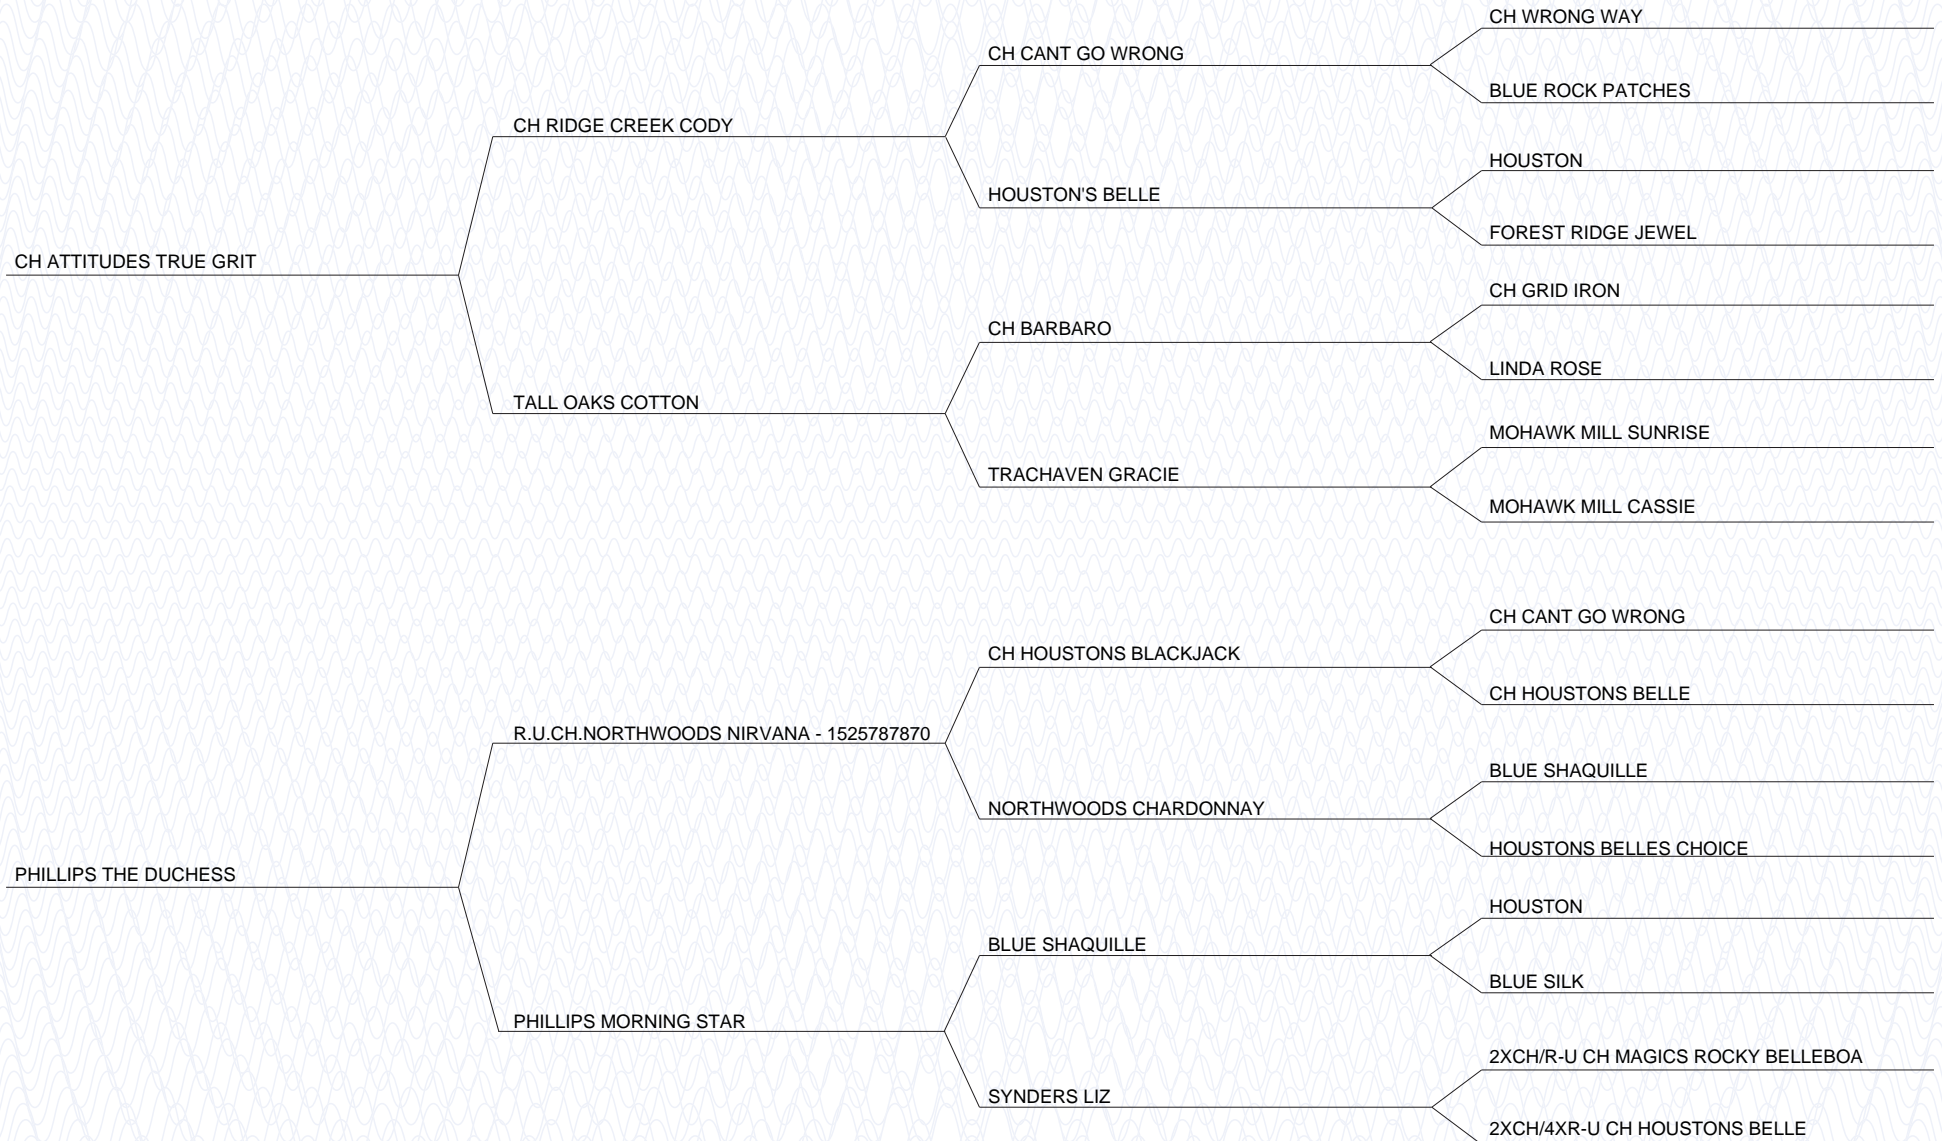 CH WRONG WAY
CH CANT GO WRONG
BLUE ROCK PATCHES
CH RIDGE CREEK CODY
HOUSTON
HOUSTON'S BELLE
FOREST RIDGE JEWEL
CH ATTITUDES TRUE GRIT
CH GRID IRON
CH BARBARO
LINDA ROSE
TALL OAKS COTTON
MOHAWK MILL SUNRISE
TRACHAVEN GRACIE
MOHAWK MILL CASSIE
CH CANT GO WRONG
CH HOUSTONS BLACKJACK
CH HOUSTONS BELLE
R.U.CH.NORTHWOODS NIRVANA - 1525787870
BLUE SHAQUILLE
NORTHWOODS CHARDONNAY
HOUSTONS BELLES CHOICE
PHILLIPS THE DUCHESS
HOUSTON
BLUE SHAQUILLE
BLUE SILK
PHILLIPS MORNING STAR
2XCH/R-U CH MAGICS ROCKY BELLEBOA
SYNDERS LIZ
2XCH/4XR-U CH HOUSTONS BELLE